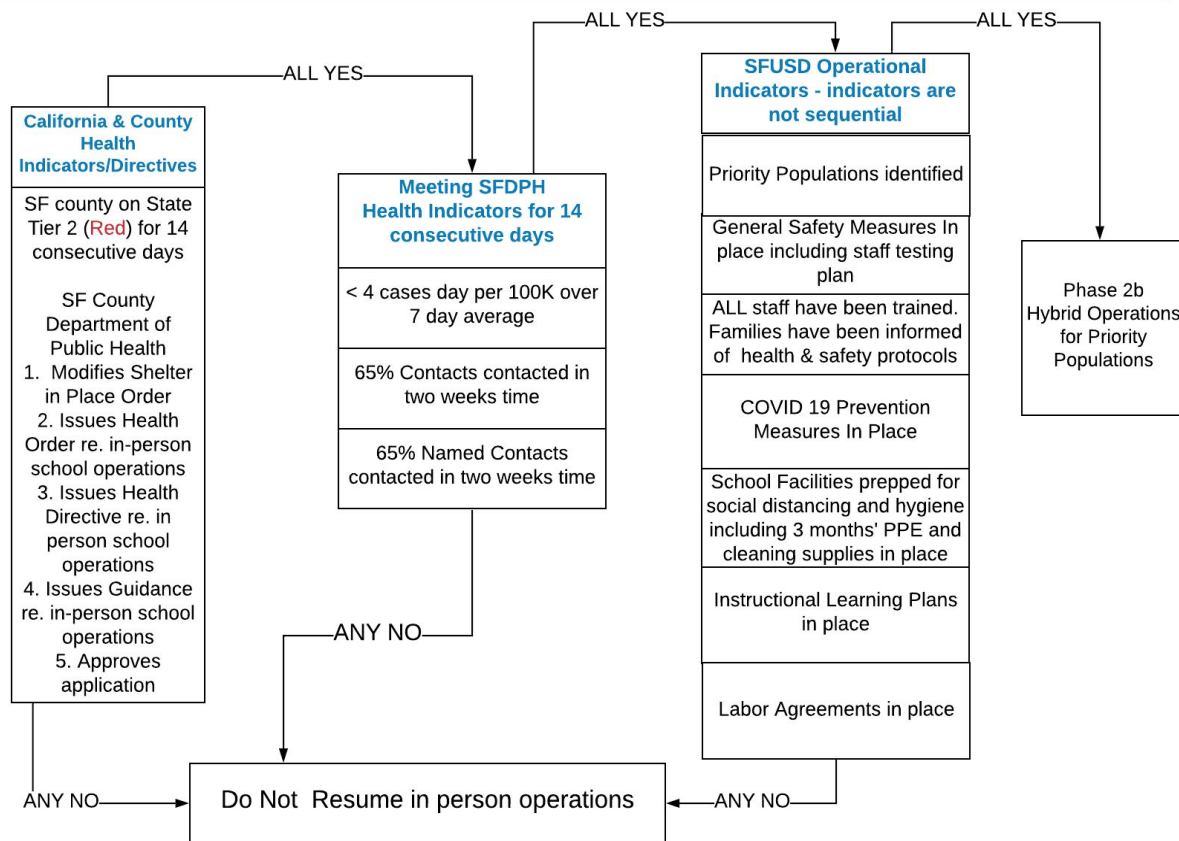 ALL YES
ALL YES
ALL YES
California & County
Health
Indicators/Directives
SF county on State
Tier 2 (Red) for 14
consecutive days
SF County
Department of
Public Health
1. Modifies Shelter
in Place Order
2. Issues Health
Order re. in-person
school operations
3. Issues Health
Directive re. in
person school
operations
4. Issues Guidance
re. in-person school
operations
5. Approves
application
Meeting SFDPH
Health Indicators for 14
consecutive days
< 4 cases day per 100K over
7 day average
65% Contacts contacted in
two weeks time
65% Named Contacts
contacted in two weeks time
SFUSD Operational
Indicators - indicators are
not sequential
Priority Populations identified
General Safety Measures In
place including staff testing
plan
ALL staff have been trained.
Families have been informed
of health & safety protocols
COVID 19 Prevention
Measures In Place
School Facilities prepped for
social distancing and hygiene
including 3 months' PPE and
cleaning supplies in place
Instructional Learning Plans
in place
Labor Agreements in place
Phase 2b
Hybrid Operations
for Priority
Populations
ANY NO
ANY NO
Do Not Resume in person operations
ANY NO